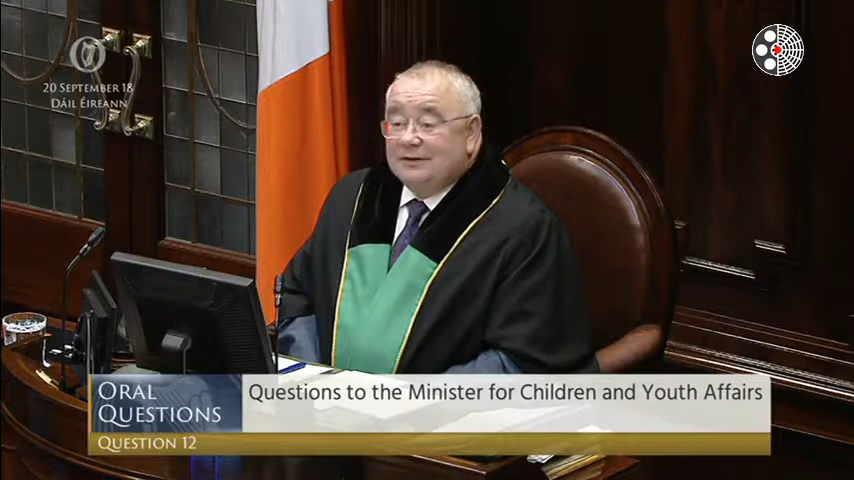 20 September 18
Dáil Éireann
Oral
Questions
Questions to the Minister for Children and Youth Affairs
Question 12